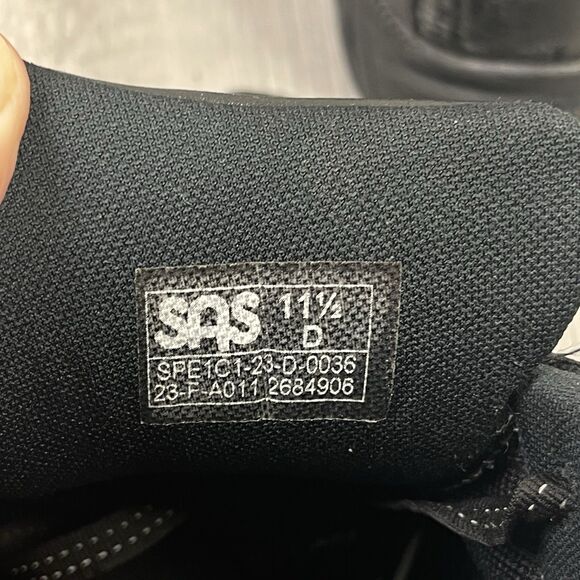 SAS 11½
D
SPE1C1-23-D-0036
23-F-A011 2684906